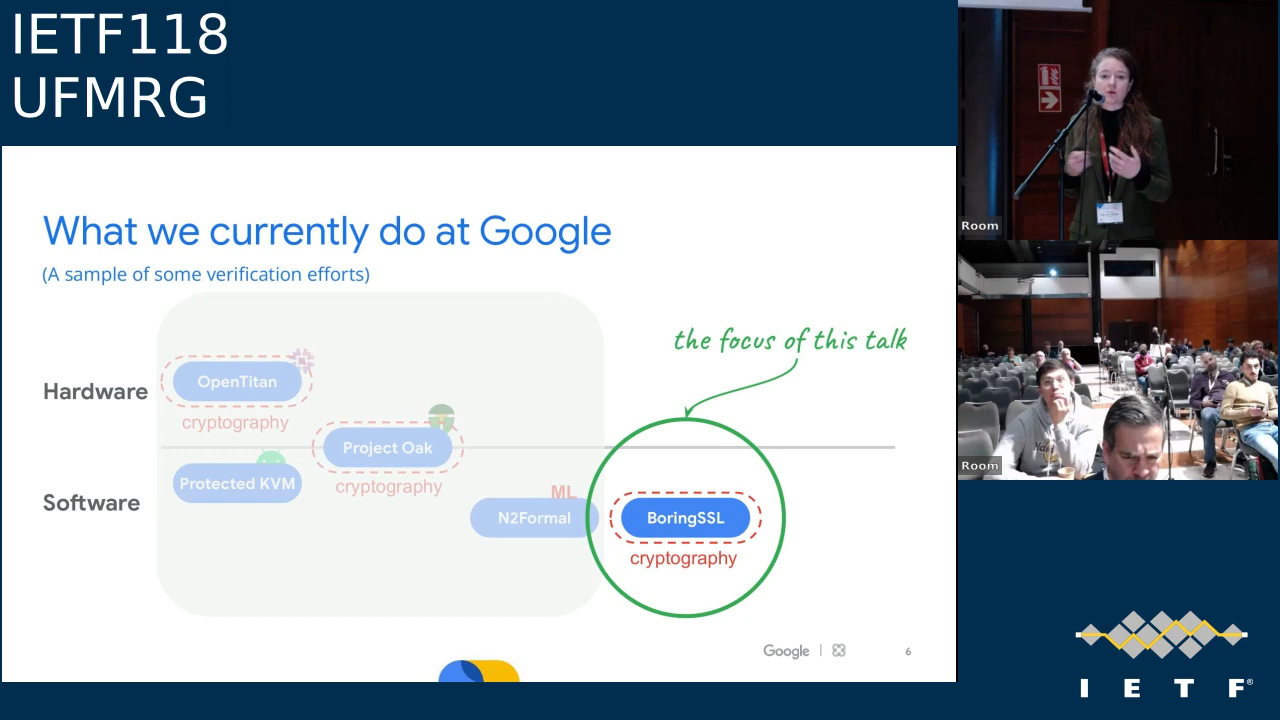 IETF118
UFMRG
What we currently do at Google
(A sample of some verification efforts)
the focus of this talk
Hardware
OpenTitan
cryptography
Project Oak
cryptography
Software
Protected KVM
ML
N2Formal
BoringSSL
cryptography
Google
6
Room
Room
I E T F®